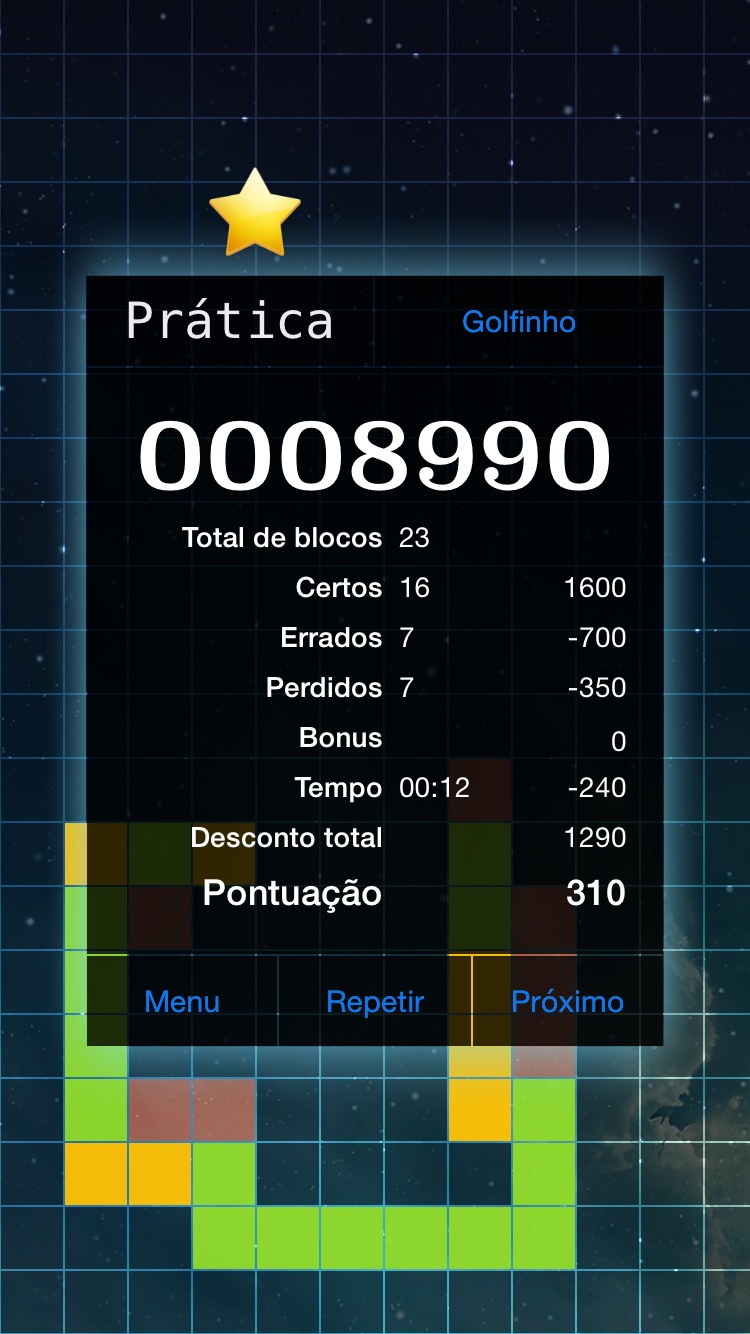 Prática Golfinho
0008990
Total de blocos 23
Certos 16 1600
Errados 7 -700
Perdidos 7 -350
Bonus 0
Tempo 00:12 -240
Desconto total 1290
Pontuação 310
Menu Repetir Próximo